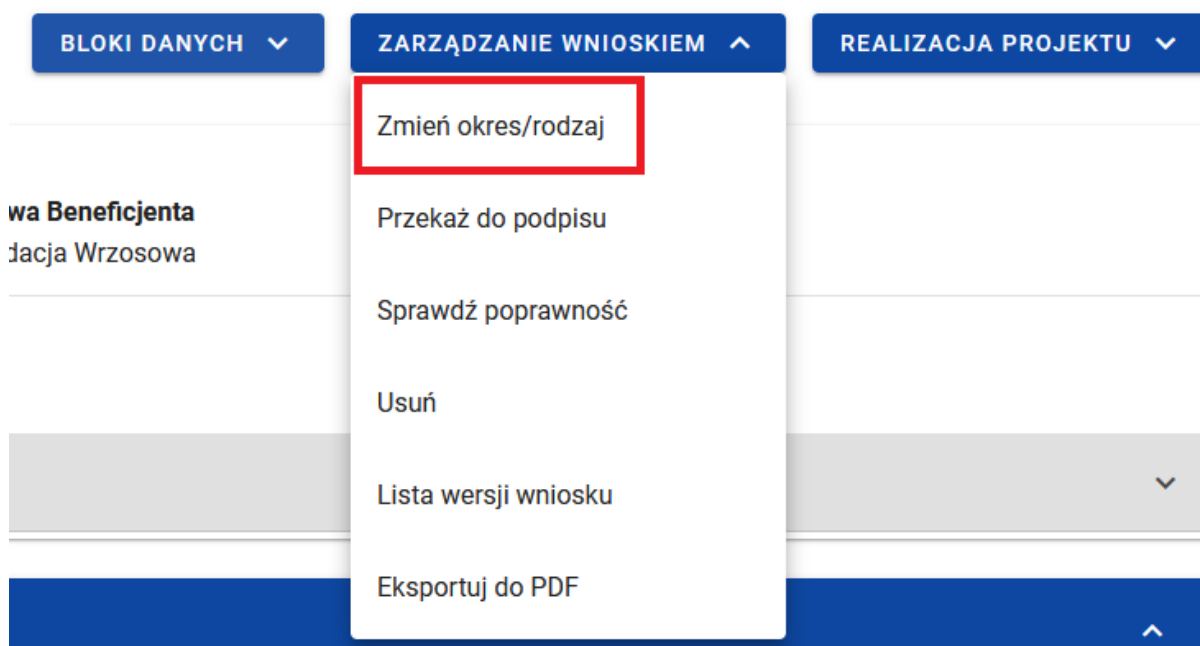 BLOKI DANYCH
ZARZĄDZANIE WNIOSKIEM
REALIZACJA PROJEKTU
Zmień okres/rodzaj
wa Beneficjenta
dacja Wrzosowa
Przekaż do podpisu
Sprawdź poprawność
Usuń
Lista wersji wniosku
Eksportuj do PDF